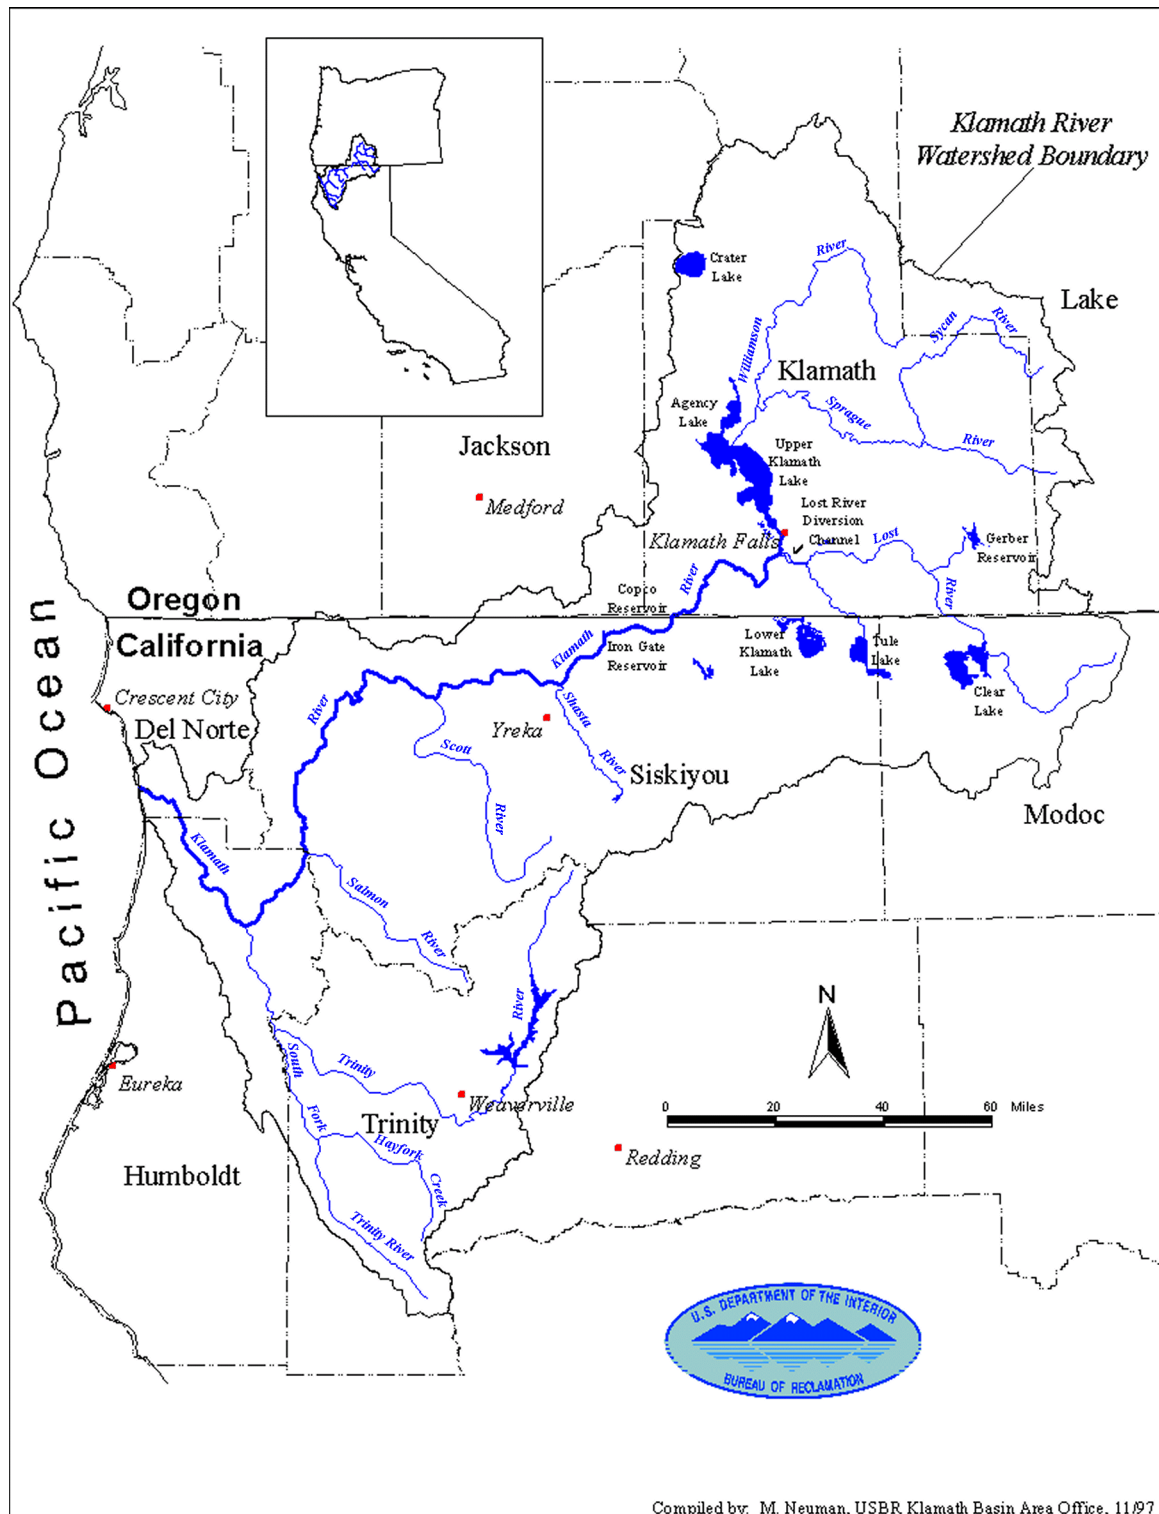 Klamath River
Watershed Boundary
River
Crater
Lake
Lake
Sycan
River
Williamson
Klamath
Agency
Lake
Sprague
River
Jackson
Upper
Klamath
Lake
Medford
Lost River
Diversion
Channel
Klamath Falls
Lost
Gerber
Reservoir
River
River
Copco
Reservoir
Oregon
California
Klamath
Iron Gate
Reservoir
Lower
Klamath
Lake
Tule
Lake
Clear
Lake
Crescent City
Del Norte
River
Yreka
Shasta
River
Scott
River
Siskiyou
Modoc
Pacific Ocean
Klamath
Salmon
River
River
N
Eureka
South
Fork
Trinity
Weaverville
Trinity
0 20 40 60 Miles
Hayfork
Creek
Redding
Humboldt
Trinity River
U.S. DEPARTMENT OF THE INTERIOR
BUREAU OF RECLAMATION
Compiled by: M. Neuman, USBR Klamath Basin Area Office, 11/97